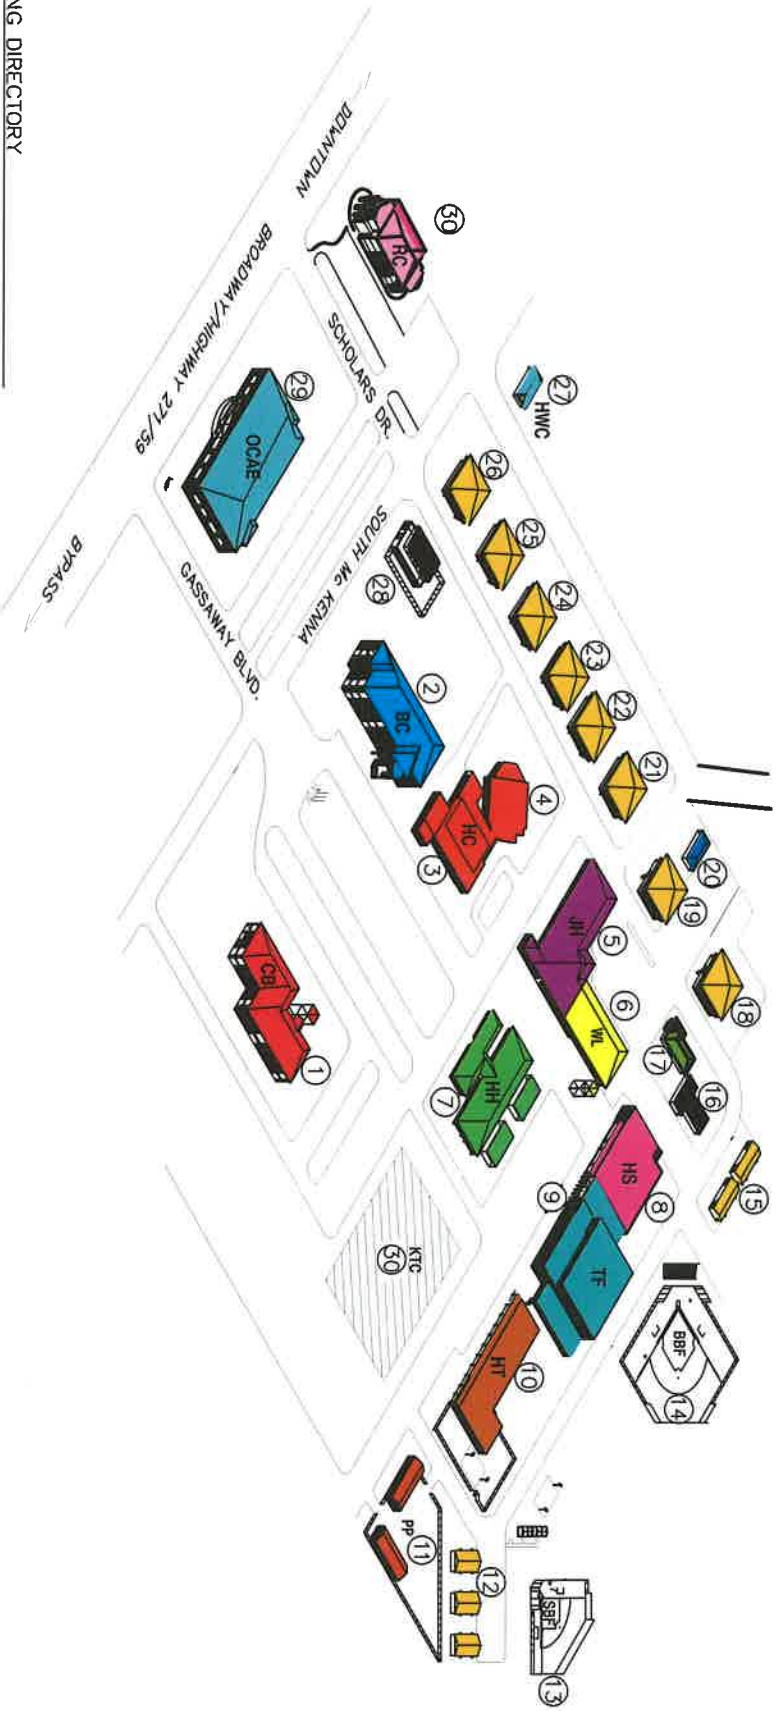 NG DIRECTORY
DOWNTOWN
BROADWAY/HIGHWAY 271/59
BYPASS
SCHOLARS DR.
GASSAWAY BLVD.
SOUTH Mc KENNA
30
RC
27
HWC
29
OCAE
26
25
24
23
22
21
28
2
BC
4
HC
3
20
19
18
5
JH
6
WL
17
16
15
CB
1
7
HH
HS
8
9
TF
KTC
30
BBF
14
HT
10
PP
11
12
SBF
13